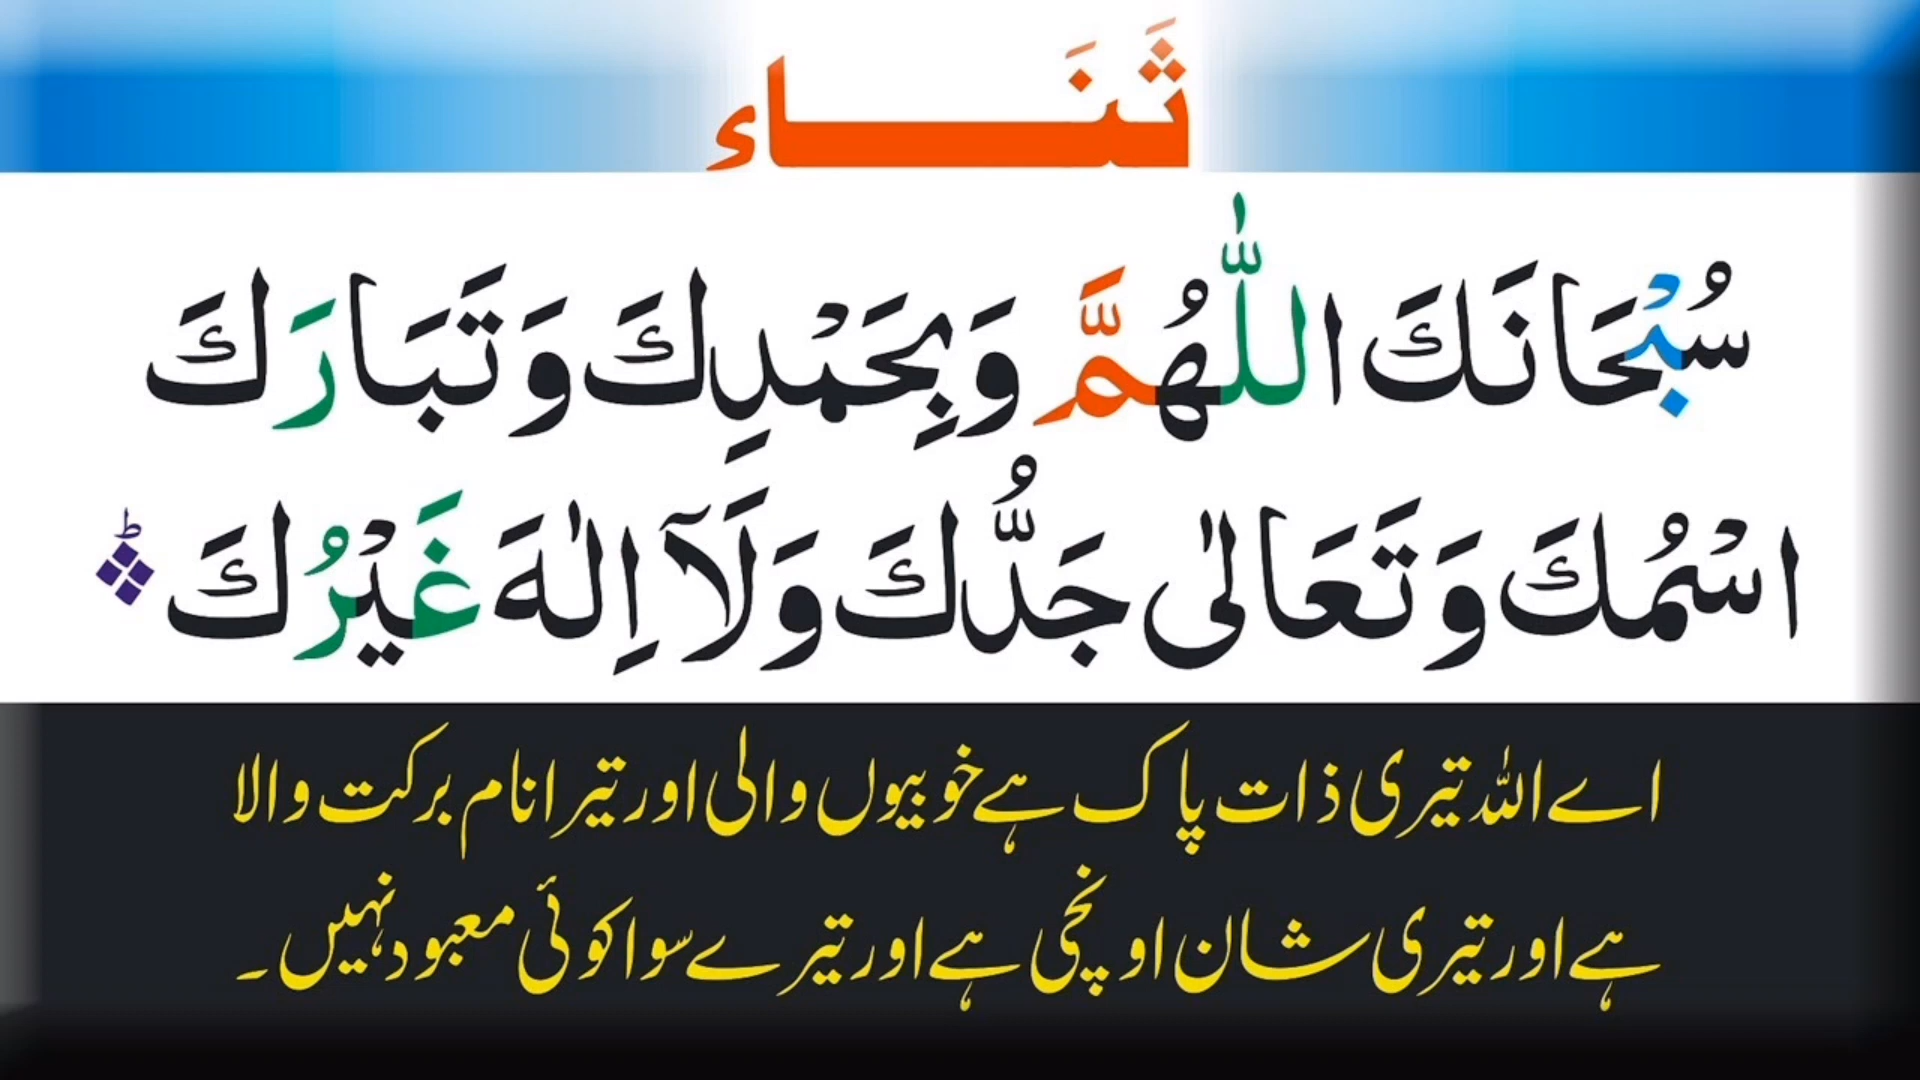 ثَنَاء
سُبْحَانَكَ اللّٰهُمَّ وَبِحَمْدِكَ وَتَبَارَكَ
اسْمُكَ وَتَعَالٰى جَدُّكَ وَلَآ اِلٰهَ غَيْرُكَ ؕ
اے اللہ تیری ذات پاک ہے خوبیوں والی اور تیرا نام برکت والا
ہے اور تیری شان اونچی ہے اور تیرے سوا کوئی معبود نہیں۔